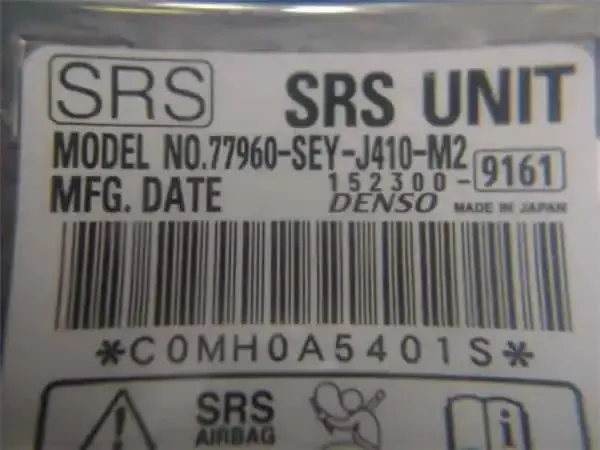 SRS SRS UNIT
MODEL NO.77960-SEY-J410-M2
MFG. DATE 152300-9161
DENSO MADE IN JAPAN
*C0MH0A5401S*
SRS
AIRBAG
i